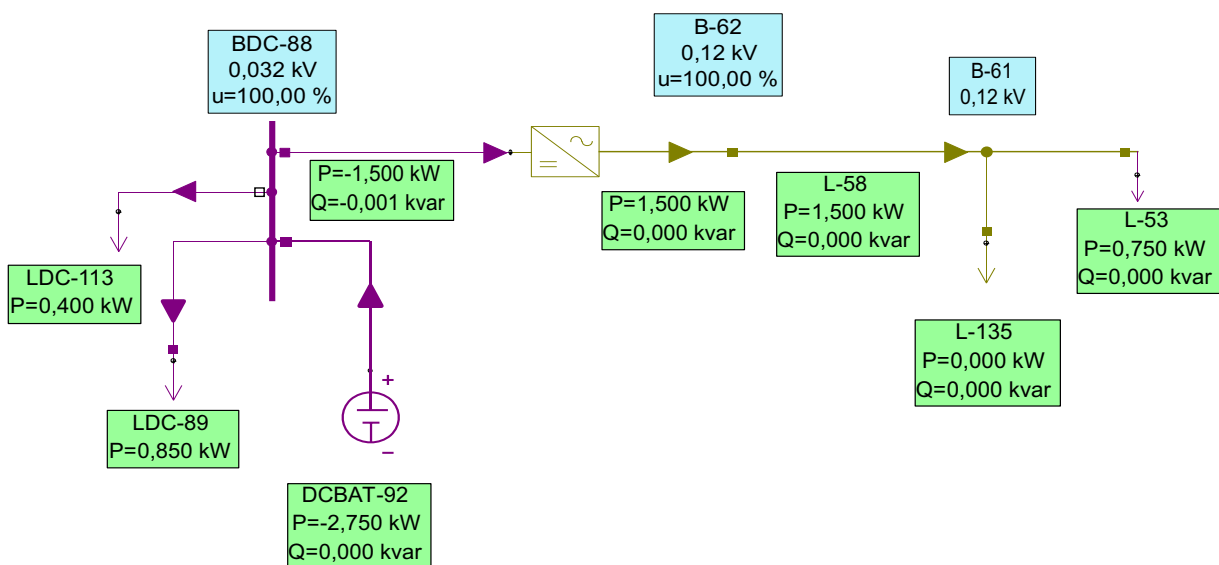 BDC-88
0,032 kV
u=100,00 %
B-62
0,12 kV
u=100,00 %
B-61
0,12 kV
P=-1,500 kW
Q=-0,001 kvar
P=1,500 kW
Q=0,000 kvar
L-58
P=1,500 kW
Q=0,000 kvar
L-53
P=0,750 kW
Q=0,000 kvar
LDC-113
P=0,400 kW
L-135
P=0,000 kW
Q=0,000 kvar
LDC-89
P=0,850 kW
+
−
DCBAT-92
P=-2,750 kW
Q=0,000 kvar